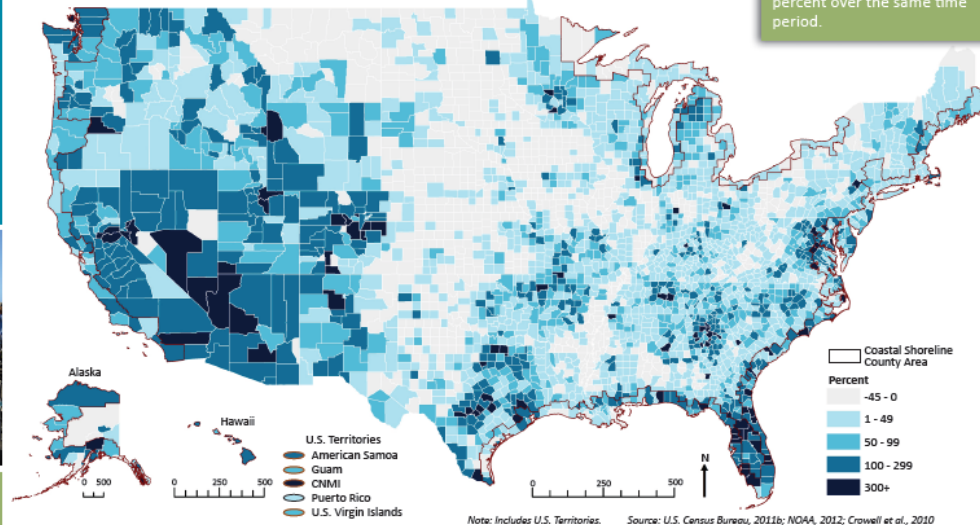 percent over the same time
period.
Alaska
0 500
Hawaii
0 250 500
U.S. Territories
American Samoa
Guam
CNMI
Puerto Rico
U.S. Virgin Islands
0 250 500
N
Coastal Shoreline
County Area
Percent
-45 - 0
1 - 49
50 - 99
100 - 299
300+
Note: Includes U.S. Territories. Source: U.S. Census Bureau, 2011b; NOAA, 2012; Crowell et al., 2010